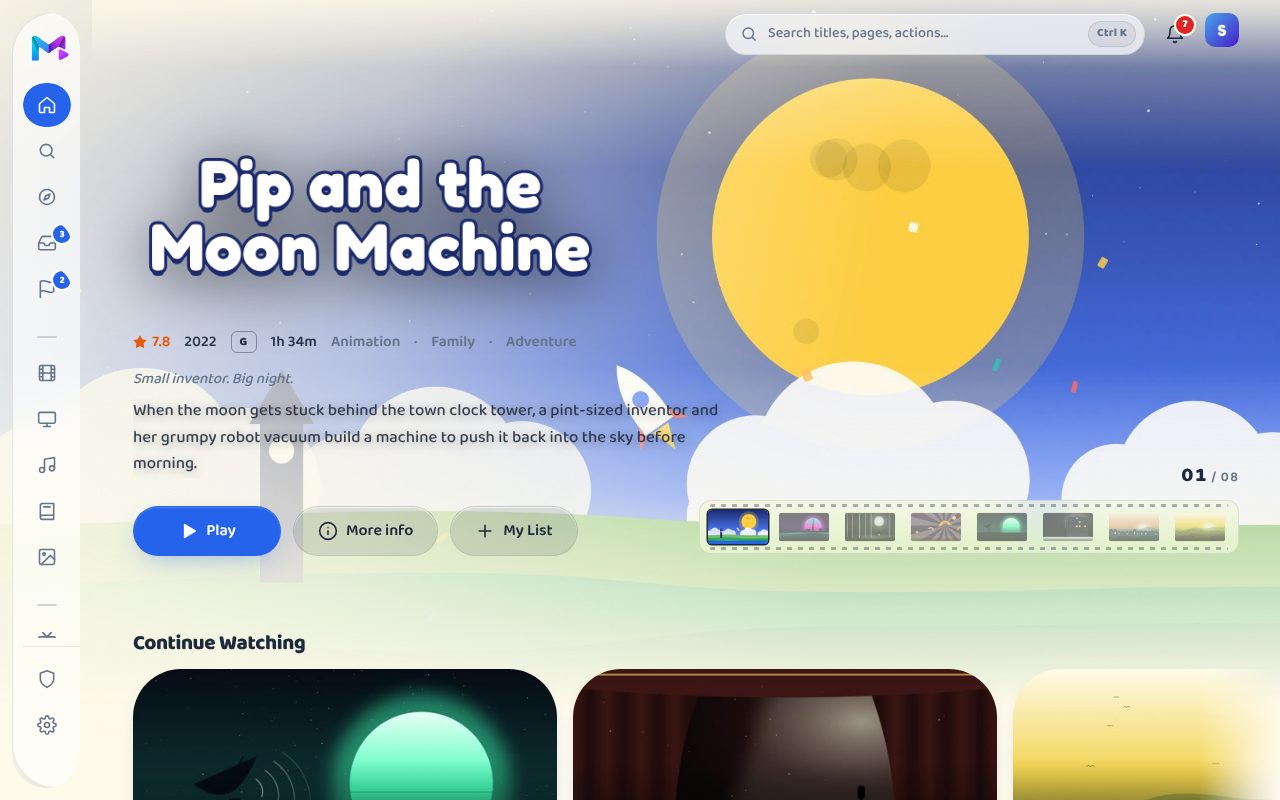 Search titles, pages, actions...
Ctrl K
7
S
3
2
Pip and the
Moon Machine
7.8 2022 G 1h 34m Animation · Family · Adventure
Small inventor. Big night.
When the moon gets stuck behind the town clock tower, a pint-sized inventor and
her grumpy robot vacuum build a machine to push it back into the sky before
morning.
01 / 08
Play
More info
My List
Continue Watching